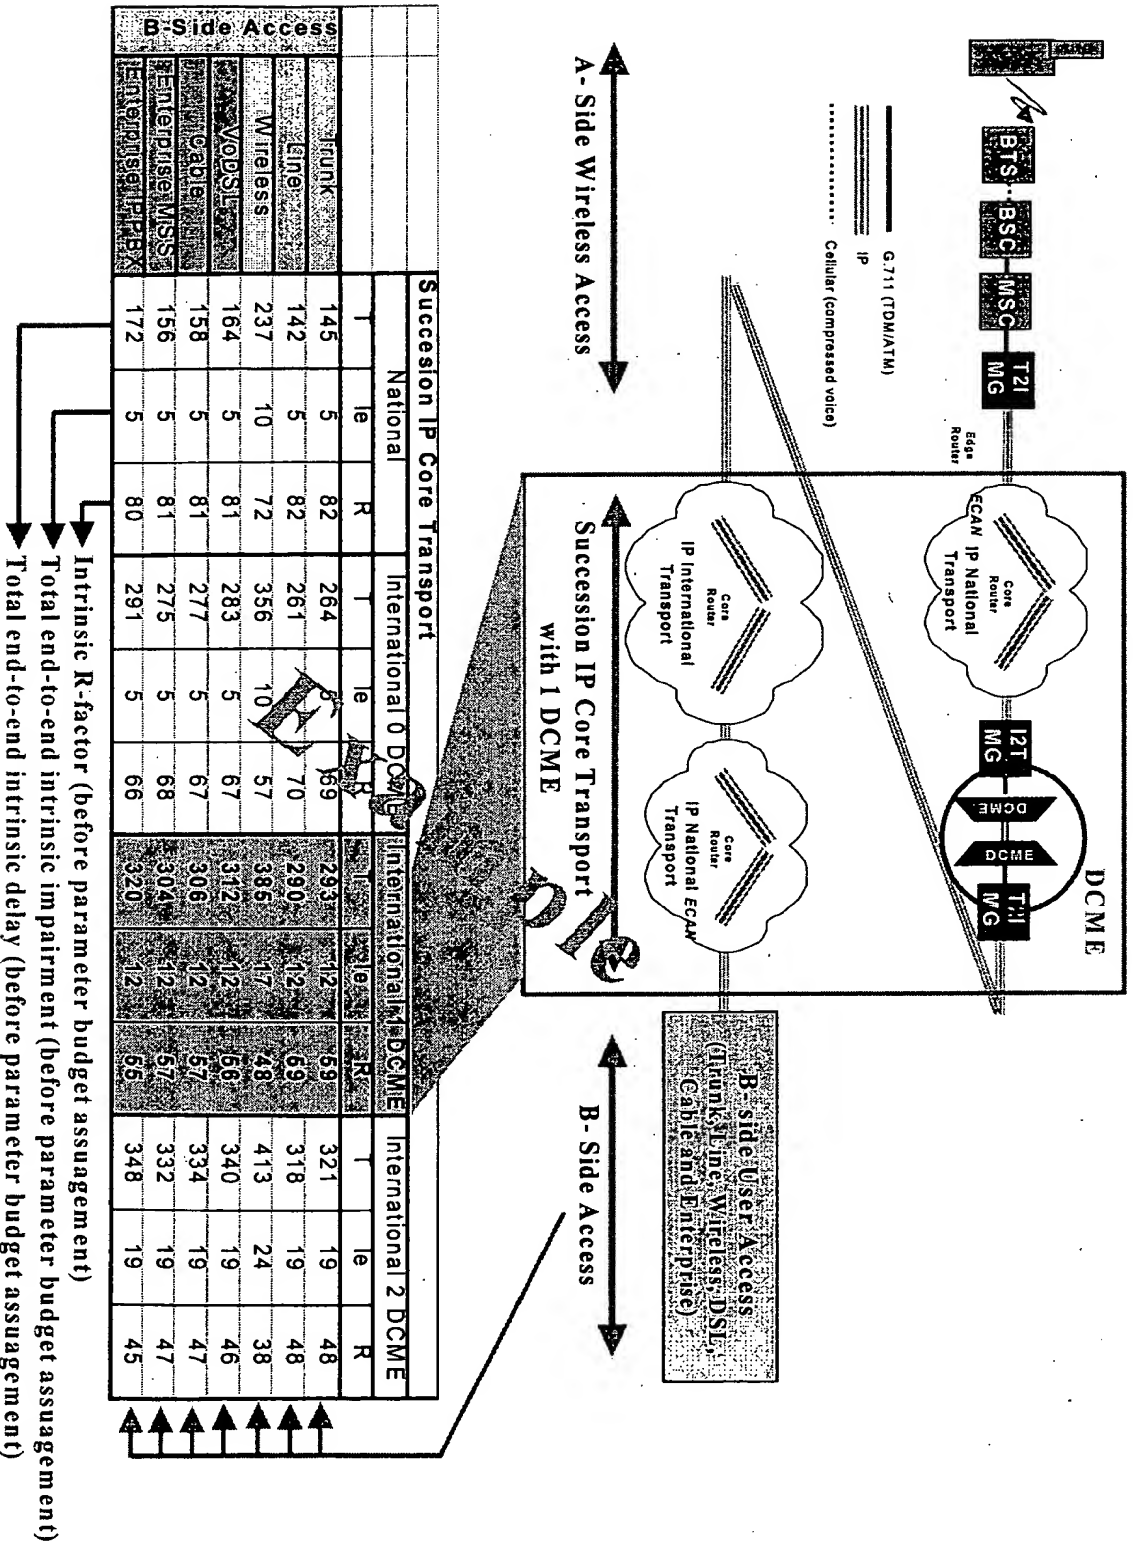 DCME
BTS
BSC
MSC
T2I
MG
Edge
Router
ECAN IP National
Transport
Core
Router
I2T
MG
DCME
DCME
T2I
MG
G.711 (TDM/ATM)
IP
Cellular (compressed voice)
IP International
Transport
Core
Router
IP National ECAN
Transport
Core
Router
B- side User Access
(Trunk, Line, Wireless, DSL,
Cable and Enterprise)
A- Side Wireless Access
Succession IP Core Transport
with 1 DCME
B- Side Access
Example
Succesion IP Core Transport
National International 0 DCME International 1 DCME International 2 DCME
T Ie R T Ie R T Ie R T Ie R
B-Side Access
Trunk 145 5 82 264 5 69 293 12 59 321 19 48
Line 142 5 82 261 5 70 290 12 59 318 19 48
Wireless 237 10 72 356 10 57 385 17 48 413 24 38
VoDSL 164 5 81 283 5 67 312 12 56 340 19 46
Cable 158 5 81 277 5 67 306 12 57 334 19 47
Enterprise MSS 156 5 81 275 5 68 304 12 57 332 19 47
Enterprise IPPBX 172 5 80 291 5 66 320 12 55 348 19 45
Intrinsic R-factor (before parameter budget assuagement)
Total end-to-end intrinsic impairment (before parameter budget assuagement)
Total end-to-end intrinsic delay (before parameter budget assuagement)